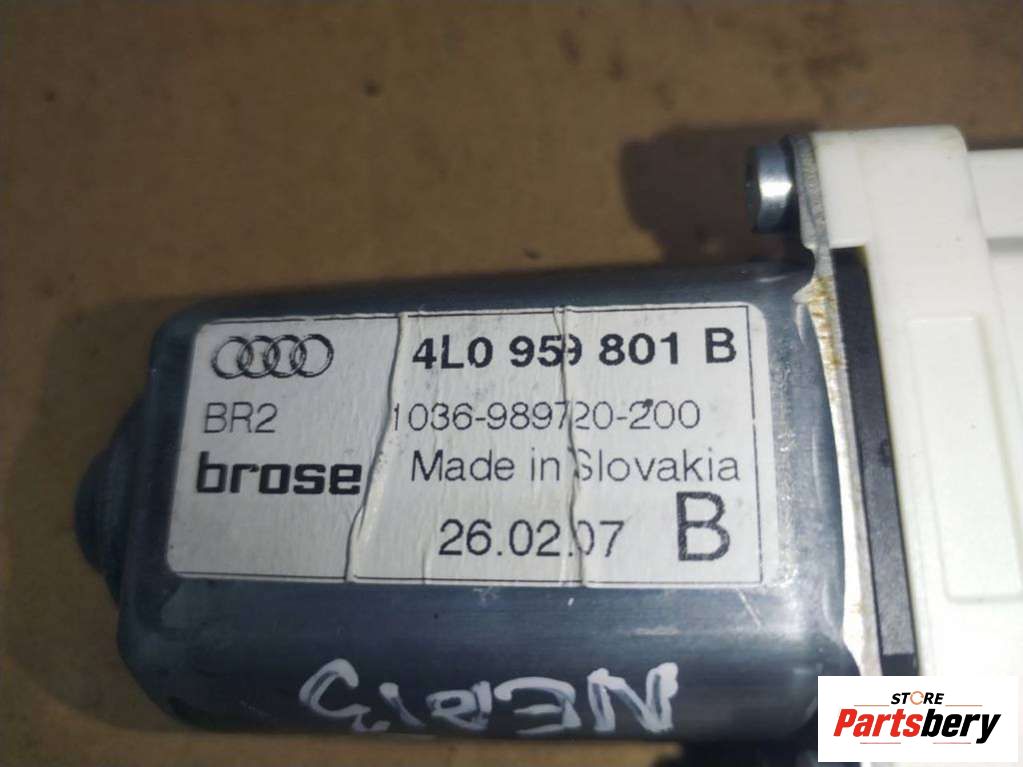 4L0 959 801 B
BR2 1036-989720-200
brose Made in Slovakia
26.02.07 B
STORE
Partsbery